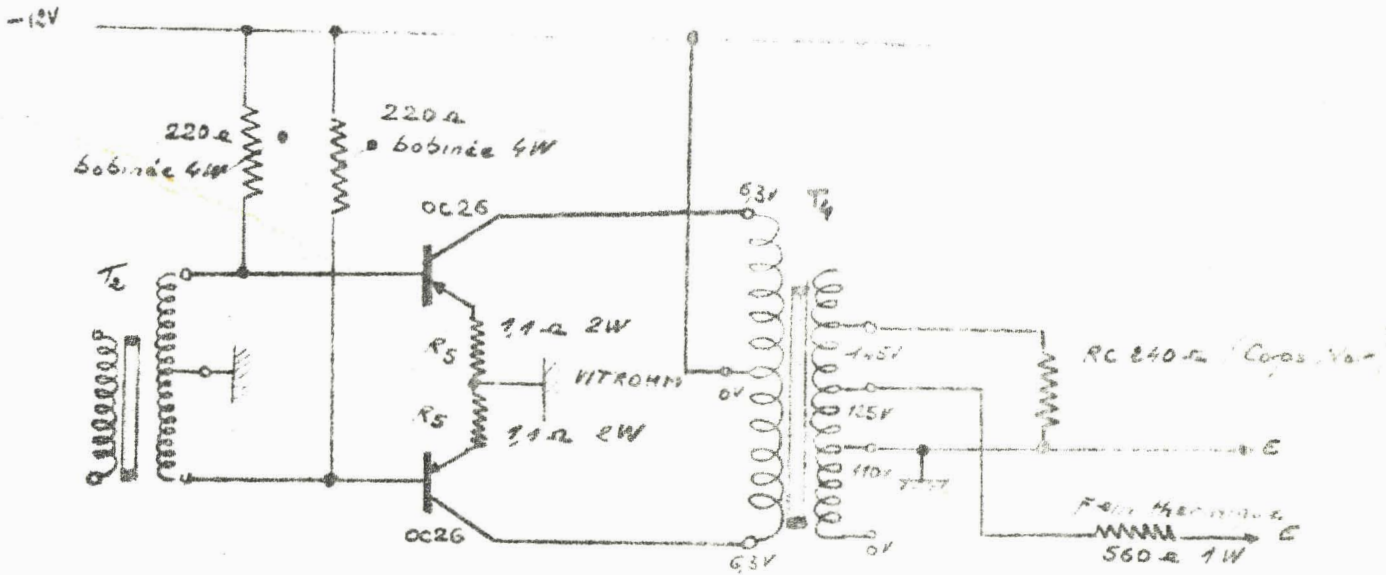 -12V
220Ω
bobinée 4W
220Ω
bobinée 4W
OC26
6,3V
T4
T2
1,1Ω 2W
R5
VITROHM
0V
145V
RC 240Ω
R5
1,1Ω 2W
125V
110V
E
OC26
6,3V
0V
560Ω 1W
E